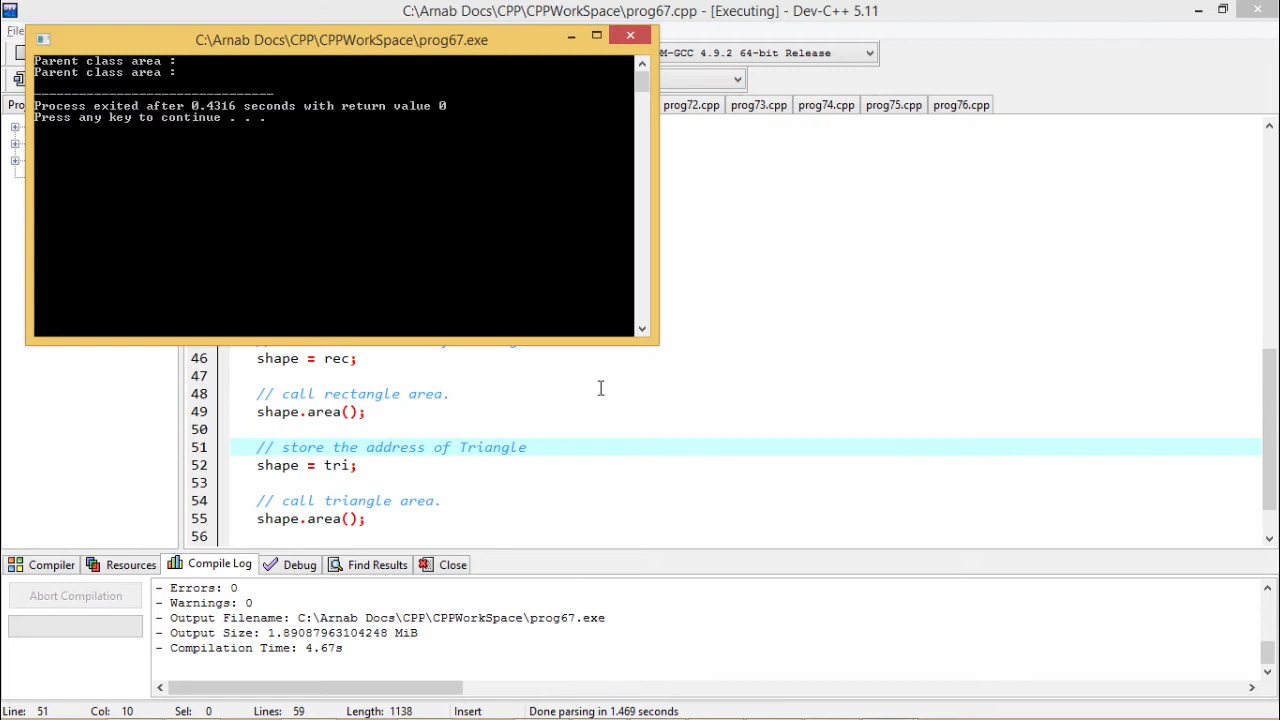 C:\Arnab Docs\CPP\CPPWorkSpace\prog67.cpp - [Executing] - Dev-C++ 5.11
File
C:\Arnab Docs\CPP\CPPWorkSpace\prog67.exe
M-GCC 4.9.2 64-bit Release
Parent class area :
Parent class area :
--------------------------------
Process exited after 0.4316 seconds with return value 0
Press any key to continue . . .
prog72.cpp prog73.cpp prog74.cpp prog75.cpp prog76.cpp
46 shape = rec;
47
48 // call rectangle area.
49 shape.area();
50
51 // store the address of Triangle
52 shape = tri;
53
54 // call triangle area.
55 shape.area();
56
Compiler Resources Compile Log Debug Find Results Close
Abort Compilation
- Errors: 0
- Warnings: 0
- Output Filename: C:\Arnab Docs\CPP\CPPWorkSpace\prog67.exe
- Output Size: 1.89087963104248 MiB
- Compilation Time: 4.67s
Line: 51 Col: 10 Sel: 0 Lines: 59 Length: 1138 Insert Done parsing in 1.469 seconds